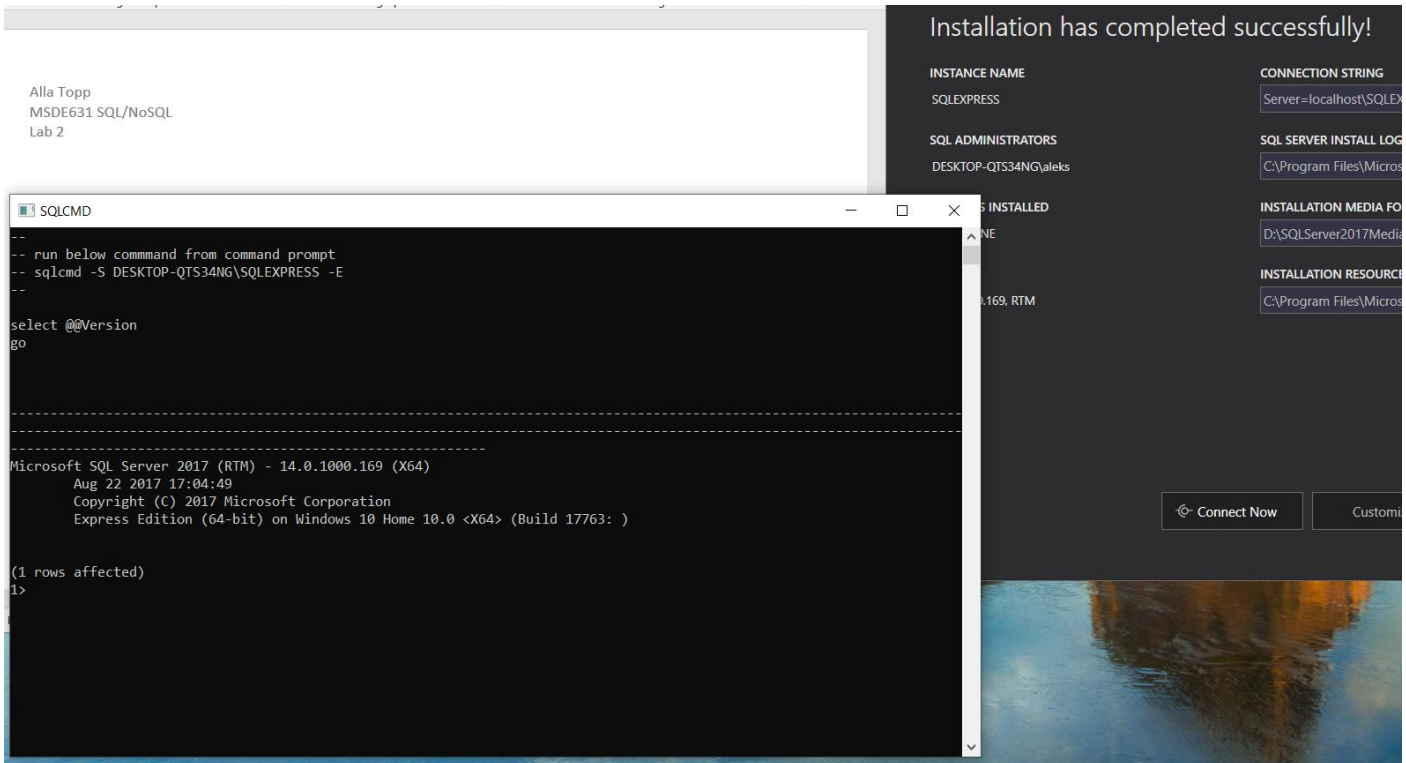 Alla Topp
MSDE631 SQL/NoSQL
Lab 2
SQLCMD
--
-- run below commmand from command prompt
-- sqlcmd -S DESKTOP-QTS34NG\SQLEXPRESS -E
--
select @@Version
go
--------------------------------------------------------------------------------------------------------------------
--------------------------------------------------------------------------------------------------------------------
------------------------------------------------------------
Microsoft SQL Server 2017 (RTM) - 14.0.1000.169 (X64)
Aug 22 2017 17:04:49
Copyright (C) 2017 Microsoft Corporation
Express Edition (64-bit) on Windows 10 Home 10.0 <X64> (Build 17763: )
(1 rows affected)
1>
Installation has completed successfully!
INSTANCE NAME
SQLEXPRESS
SQL ADMINISTRATORS
DESKTOP-QTS34NG\aleks
S INSTALLED
NE
.169, RTM
CONNECTION STRING
Server=localhost\SQLEX
SQL SERVER INSTALL LOG
C:\Program Files\Micros
INSTALLATION MEDIA FO
D:\SQLServer2017Media
INSTALLATION RESOURCE
C:\Program Files\Micros
Connect Now
Customi